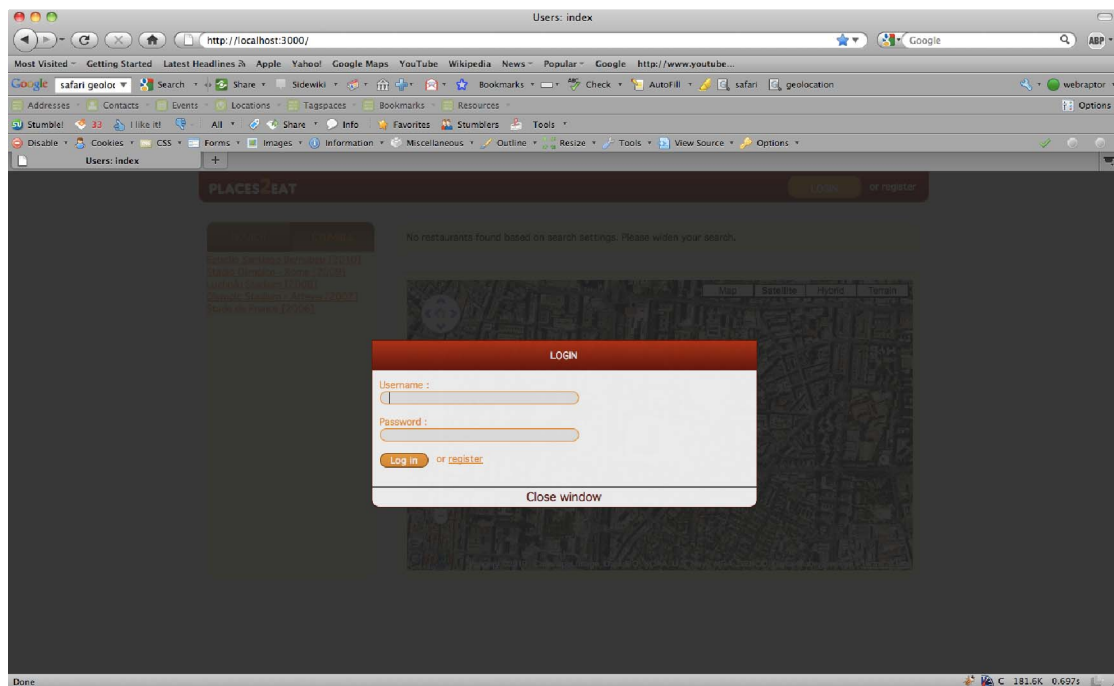 Users: index
http://localhost:3000/
Google
ABP
Most Visited Getting Started Latest Headlines Apple Yahoo! Google Maps YouTube Wikipedia News Popular Google http://www.youtube...
Google safari geoloc Search Share Sidewiki Bookmarks Check AutoFill safari geolocation webraptor
Addresses Contacts Events Locations Tagspaces Bookmarks Resources Options
Stumble! 33 I like it! All Share Info Favorites Stumblers Tools
Disable Cookies CSS Forms Images Information Miscellaneous Outline Resize Tools View Source Options
Users: index
PLACES2EAT LOGIN or register
No restaurants found based on search settings. Please widen your search.
Map Satellite Hybrid Terrain
LOGIN
Username :
Password :
Log in or register
Close window
Done C 181.6K 0.697s